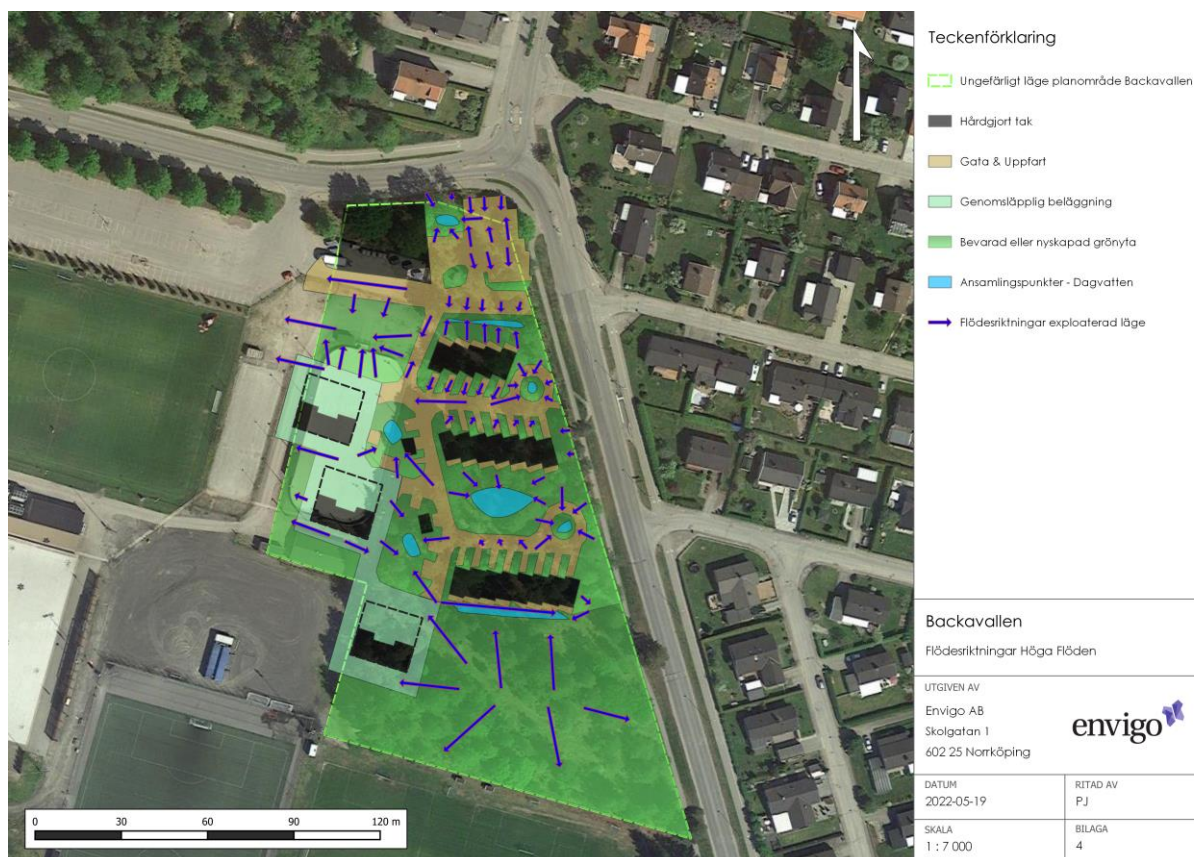 Teckenförklaring
Ungefärligt läge planområde Backavallen
Hårdgjort tak
Gata & Uppfart
Genomsläpplig beläggning
Bevarad eller nyskapad grönyta
Ansamlingspunkter - Dagvatten
Flödesriktningar exploaterad läge
0 30 60 90 120 m
Backavallen
Flödesriktningar Höga Flöden
UTGIVEN AV
Envigo AB
Skolgatan 1
602 25 Norrköping
envigo
DATUM
2022-05-19
RITAD AV
PJ
SKALA
1 : 7 000
BILAGA
4